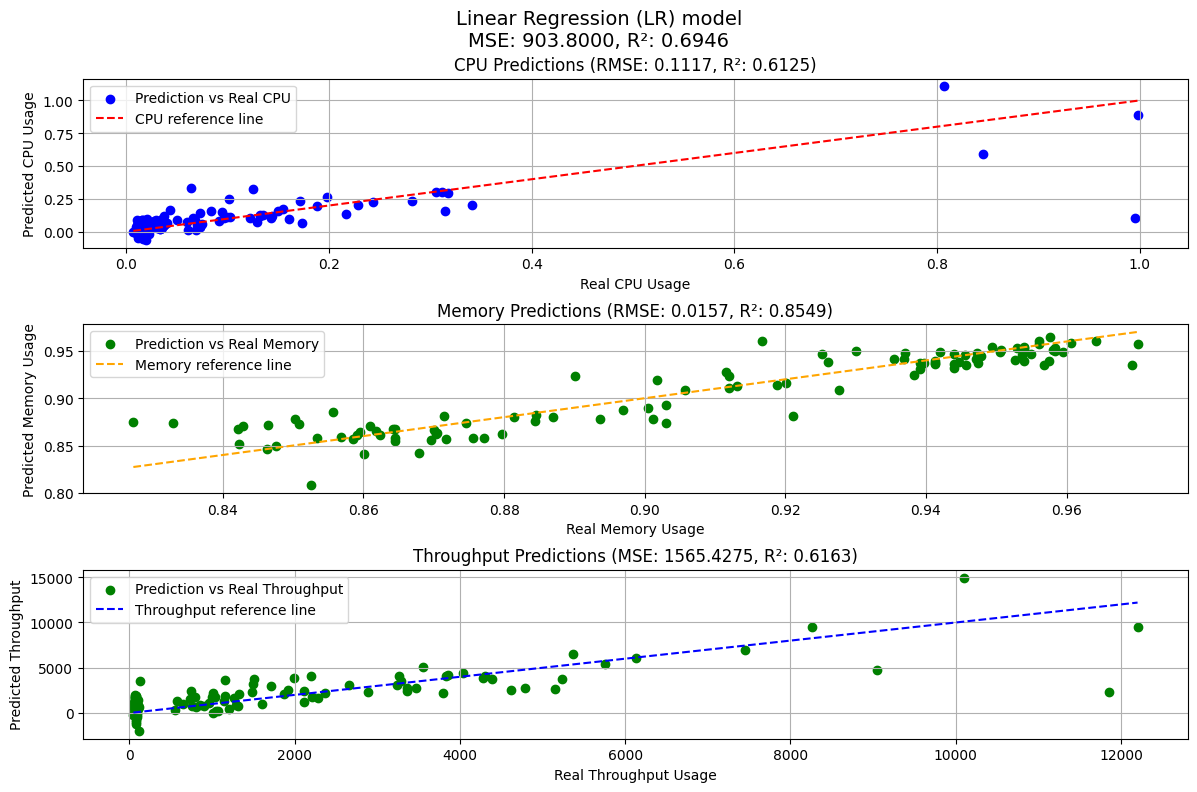 Linear Regression (LR) model
MSE: 903.8000, R²: 0.6946
CPU Predictions (RMSE: 0.1117, R²: 0.6125)
Predicted CPU Usage
1.00
0.75
0.50
0.25
0.00
Prediction vs Real CPU
CPU reference line
0.0 0.2 0.4 0.6 0.8 1.0
Real CPU Usage
Memory Predictions (RMSE: 0.0157, R²: 0.8549)
Predicted Memory Usage
0.95
0.90
0.85
0.80
Prediction vs Real Memory
Memory reference line
0.84 0.86 0.88 0.90 0.92 0.94 0.96
Real Memory Usage
Throughput Predictions (MSE: 1565.4275, R²: 0.6163)
Predicted Throughput
15000
10000
5000
0
Prediction vs Real Throughput
Throughput reference line
0 2000 4000 6000 8000 10000 12000
Real Throughput Usage